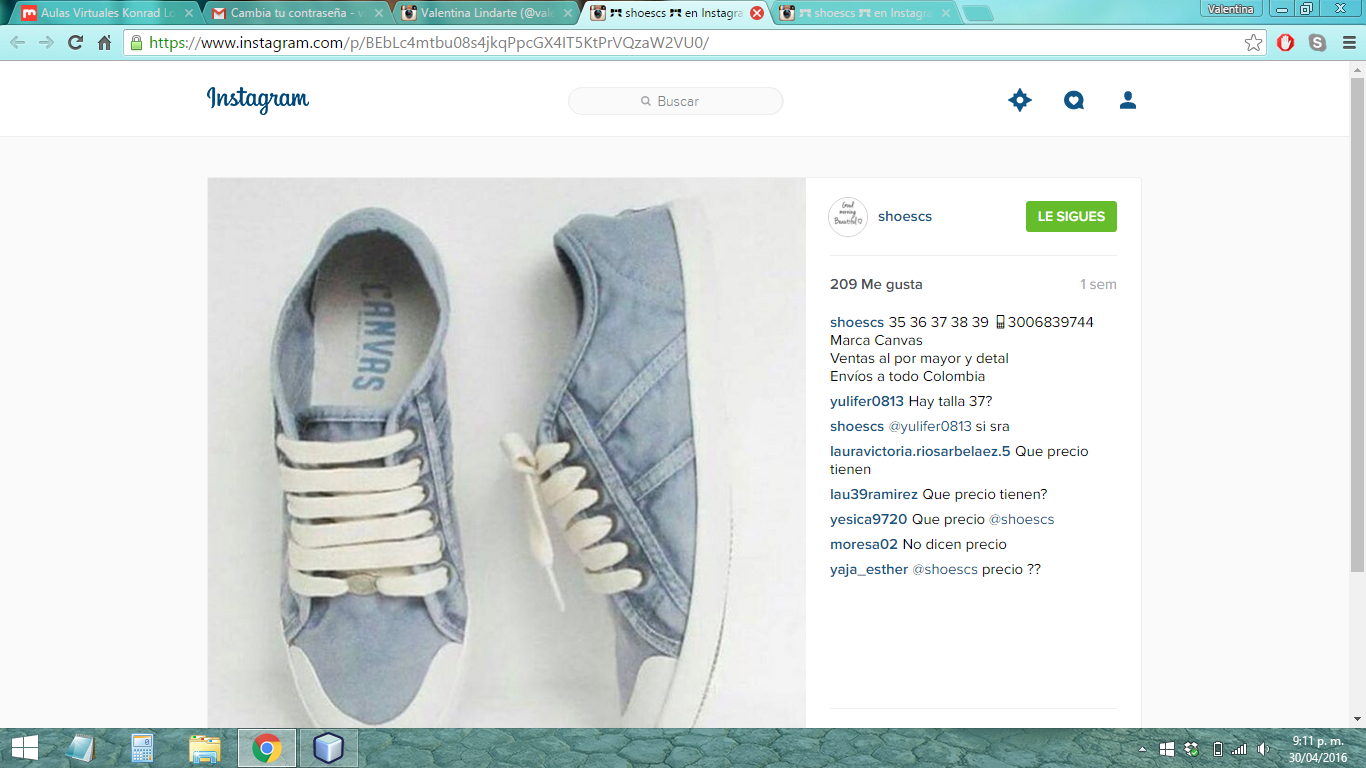 Aulas Virtuales Konrad Lo
Cambia tu contraseña - v
Valentina Lindarte (@vale
shoescs en Instagra
shoescs en Instagra
Valentina
https://www.instagram.com/p/BEbLc4mtbu08s4jkqPpcGX4IT5KtPrVQzaW2VU0/
Instagram
Buscar
CANVAS
Good
morning
Beautiful
shoescs
LE SIGUES
209 Me gusta
1 sem
shoescs 35 36 37 38 39 📱3006839744
Marca Canvas
Ventas al por mayor y detal
Envíos a todo Colombia
yulifer0813 Hay talla 37?
shoescs @yulifer0813 si sra
lauravictoria.riosarbelaez.5 Que precio
tienen
lau39ramirez Que precio tienen?
yesica9720 Que precio @shoescs
moresa02 No dicen precio
yaja_esther @shoescs precio ??
9:11 p. m.
30/04/2016